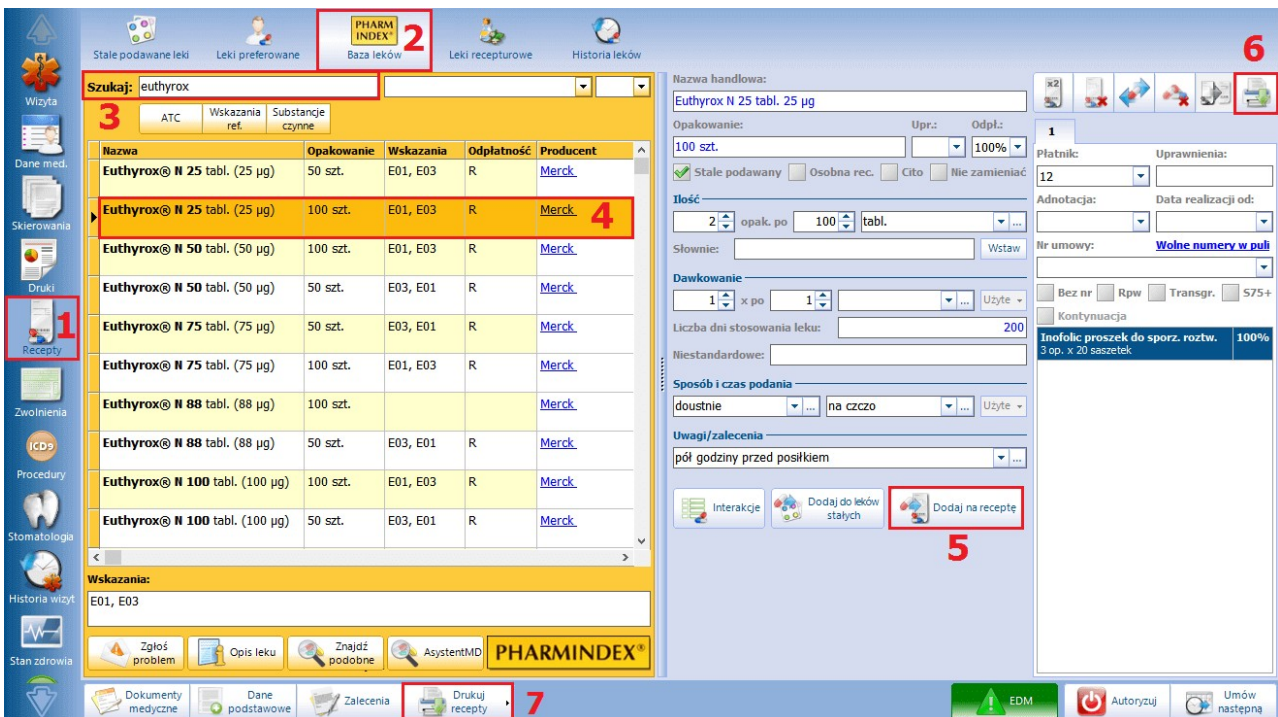 Stale podawane leki
Leki preferowane
PHARM
INDEX®
Baza leków
2
Leki recepturowe
Historia leków
6
Wizyta
Dane med.
Skierowania
Druki
1
Recepty
Zwolnienia
ICD9
Procedury
Stomatologia
Historia wizyt
Stan zdrowia
Szukaj: euthyrox
3
ATC
Wskazania
ref.
Substancje
czynne
Nazwa Opakowanie Wskazania Odpłatność Producent
Euthyrox® N 25 tabl. (25 µg) 50 szt. E01, E03 R Merck
Euthyrox® N 25 tabl. (25 µg) 100 szt. E01, E03 R Merck 4
Euthyrox® N 50 tabl. (50 µg) 100 szt. E01, E03 R Merck
Euthyrox® N 50 tabl. (50 µg) 50 szt. E03, E01 R Merck
Euthyrox® N 75 tabl. (75 µg) 50 szt. E03, E01 R Merck
Euthyrox® N 75 tabl. (75 µg) 100 szt. E01, E03 R Merck
Euthyrox® N 88 tabl. (88 µg) 100 szt. Merck
Euthyrox® N 88 tabl. (88 µg) 50 szt. E03, E01 R Merck
Euthyrox® N 100 tabl. (100 µg) 100 szt. E01, E03 R Merck
Euthyrox® N 100 tabl. (100 µg) 50 szt. E03, E01 R Merck
Wskazania:
E01, E03
Zgłoś
problem
Opis leku
Znajdź
podobne
AsystentMD
PHARMINDEX®
Nazwa handlowa:
Euthyrox N 25 tabl. 25 µg
Opakowanie: Upr.: Odpł.:
100 szt. 100%
Stale podawany Osobna rec. Cito Nie zamieniać
Ilość
2 opak. po 100 tabl. ...
Słownie: Wstaw
Dawkowanie
1 x po 1 ... Użyte
Liczba dni stosowania leku: 200
Niestandardowe:
Sposób i czas podania
doustnie ... na czczo ... Użyte
Uwagi/zalecenia
pół godziny przed posiłkiem ...
Interakcje
Dodaj do leków
stałych
Dodaj na receptę
5
x2
1
Płatnik: Uprawnienia:
12
Adnotacja: Data realizacji od:
Nr umowy: Wolne numery w puli
Bez nr Rpw Transgr. S75+
Kontynuacja
Inofolic proszek do sporz. roztw. 100%
3 op. x 20 saszetek
Dokumenty
medyczne
Dane
podstawowe
Zalecenia
Drukuj
recepty
7
EDM
Autoryzuj
Umów
następną